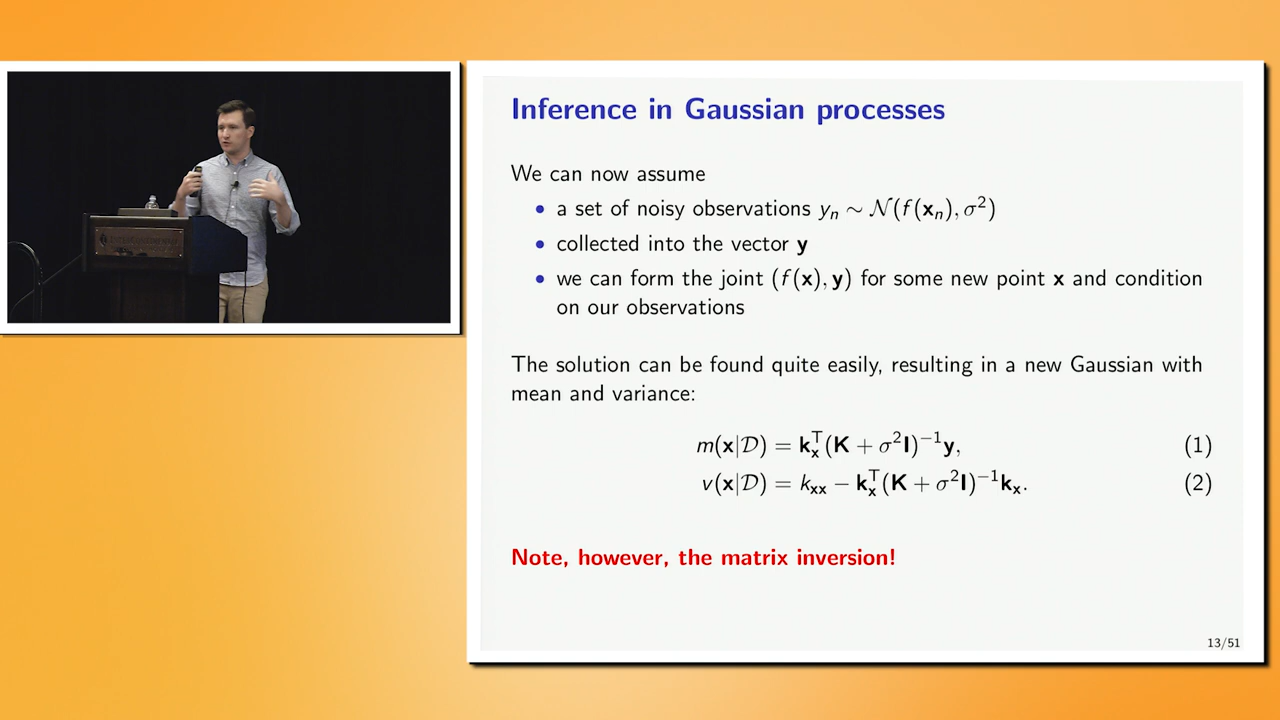 Inference in Gaussian processes
We can now assume
• a set of noisy observations yₙ ∼ 𝒩(f(𝐱ₙ), σ²)
• collected into the vector 𝐲
• we can form the joint (f(𝐱), 𝐲) for some new point 𝐱 and condition
on our observations
The solution can be found quite easily, resulting in a new Gaussian with
mean and variance:
m(𝐱|𝒟) = 𝐤ₓᵀ(𝐊 + σ²𝐈)⁻¹𝐲, (1)
v(𝐱|𝒟) = kₓₓ − 𝐤ₓᵀ(𝐊 + σ²𝐈)⁻¹𝐤ₓ. (2)
Note, however, the matrix inversion!
13/51